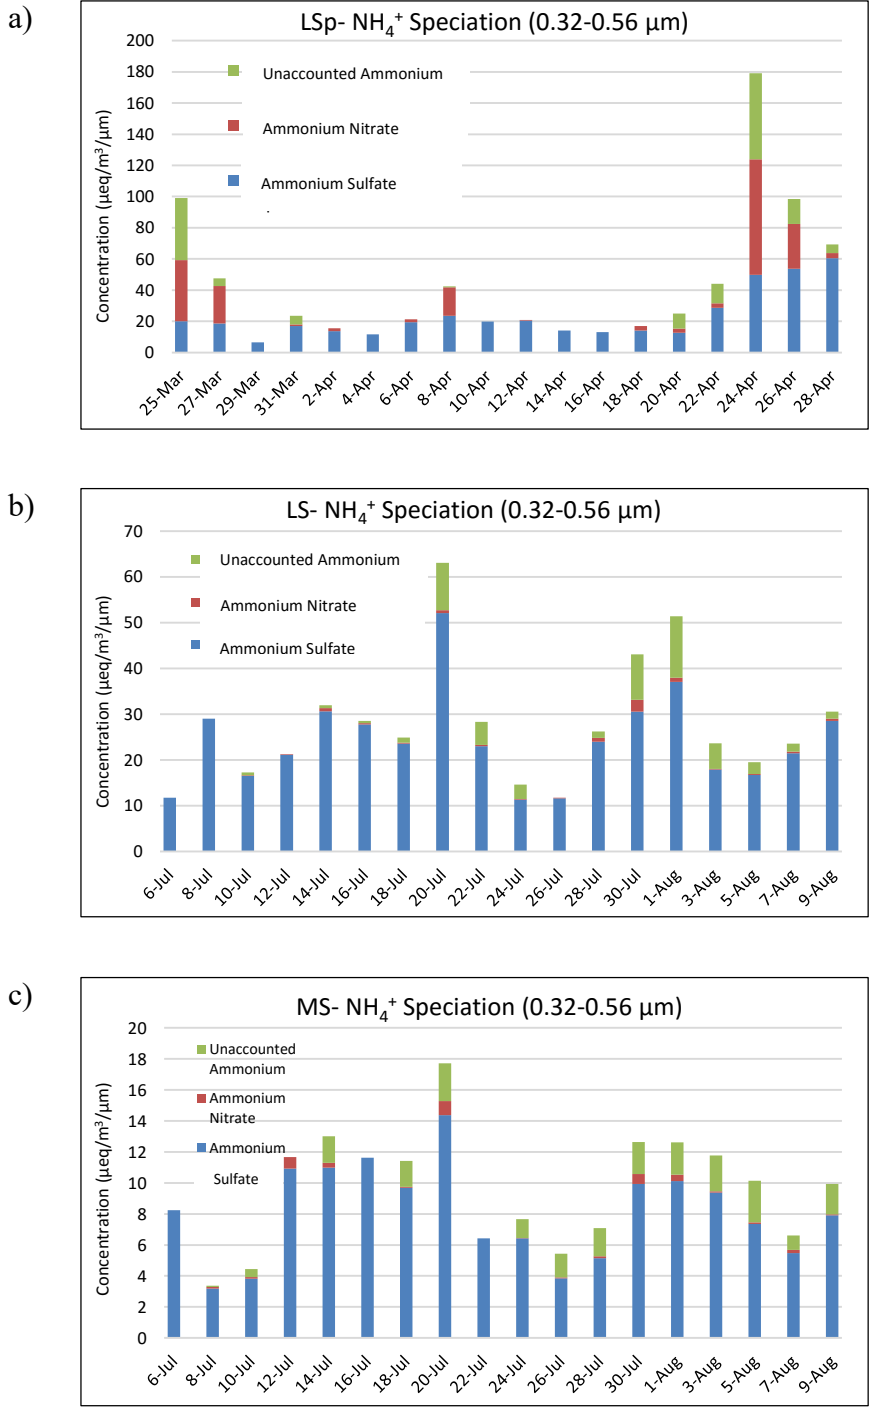 a)
LSp- NH₄⁺ Speciation (0.32-0.56 µm)
Concentration (µeq/m³/µm)
200
180
160
140
120
100
80
60
40
20
0
Unaccounted Ammonium
Ammonium Nitrate
Ammonium Sulfate
.
25-Mar 27-Mar 29-Mar 31-Mar 2-Apr 4-Apr 6-Apr 8-Apr 10-Apr 12-Apr 14-Apr 16-Apr 18-Apr 20-Apr 22-Apr 24-Apr 26-Apr 28-Apr
b)
LS- NH₄⁺ Speciation (0.32-0.56 µm)
Concentration (µeq/m³/µm)
70
60
50
40
30
20
10
0
Unaccounted Ammonium
Ammonium Nitrate
Ammonium Sulfate
6-Jul 8-Jul 10-Jul 12-Jul 14-Jul 16-Jul 18-Jul 20-Jul 22-Jul 24-Jul 26-Jul 28-Jul 30-Jul 1-Aug 3-Aug 5-Aug 7-Aug 9-Aug
c)
MS- NH₄⁺ Speciation (0.32-0.56 µm)
Concentration (µeq/m³/µm)
20
18
16
14
12
10
8
6
4
2
0
Unaccounted
Ammonium
Ammonium
Nitrate
Ammonium
Sulfate
6-Jul 8-Jul 10-Jul 12-Jul 14-Jul 16-Jul 18-Jul 20-Jul 22-Jul 24-Jul 26-Jul 28-Jul 30-Jul 1-Aug 3-Aug 5-Aug 7-Aug 9-Aug